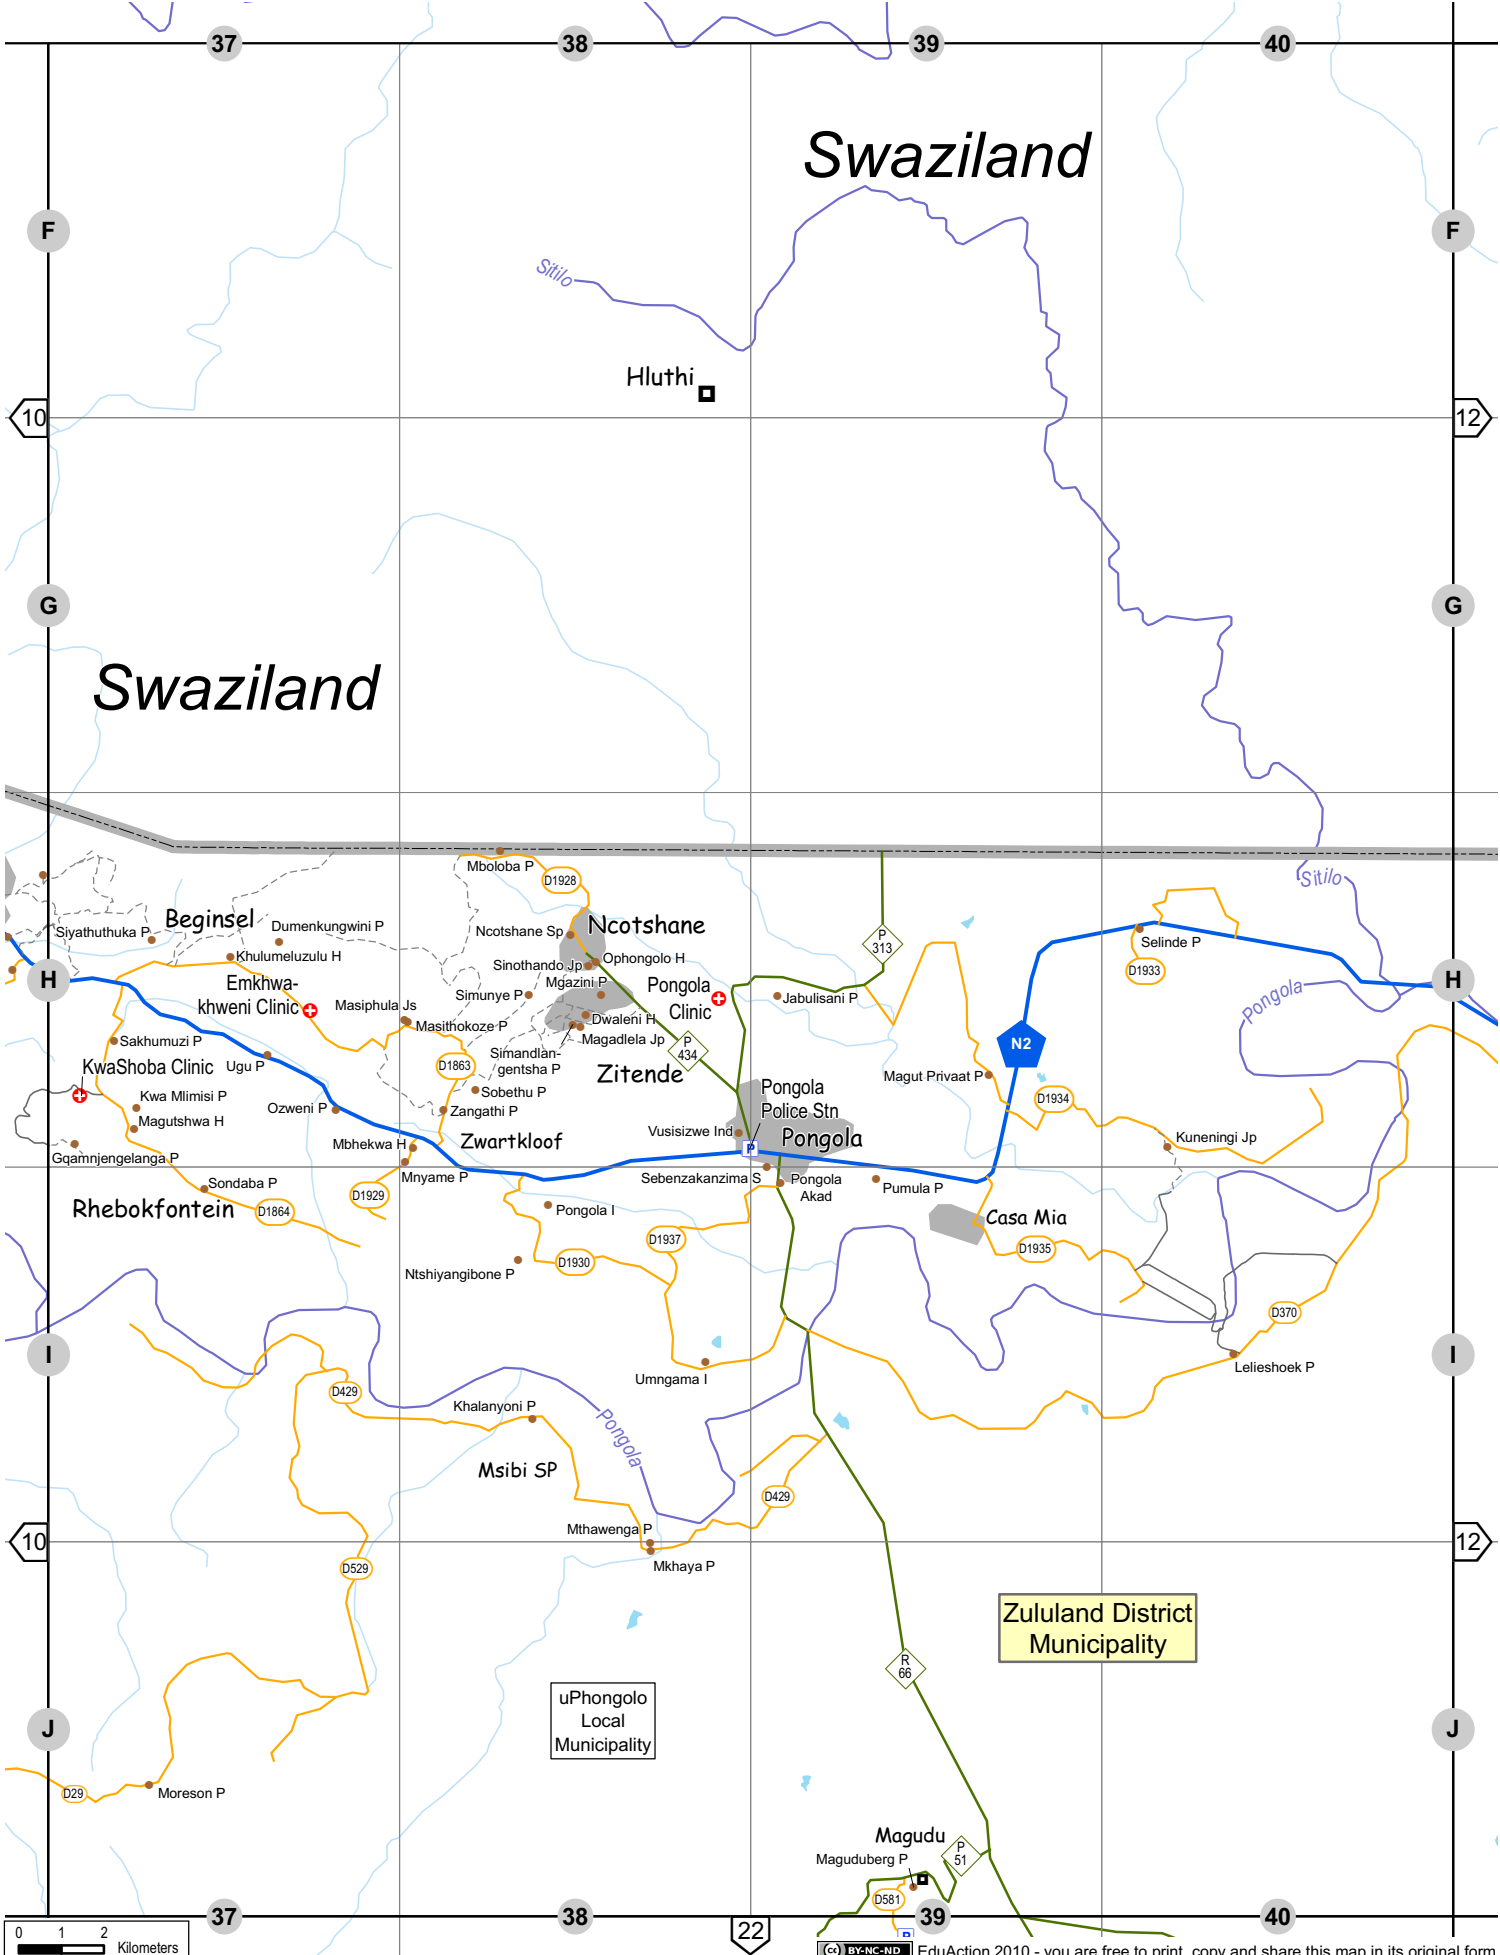 37
38
39
40
Swaziland
F
F
Sitilo
Hluthi
10
12
G
G
Swaziland
Mboloba P
D1928
Sitilo
Beginsel
Siyathuthuka P
Dumenkungwini P
Ncotshane Sp
Ncotshane
P
313
Selinde P
Khulumeluzulu H
Sinothando Jp
Ophongolo H
D1933
H
H
Emkhwa-
khweni Clinic
Masiphula Js
Simunye P
Mgazini P
Pongola
Clinic
Jabulisani P
Pongola
Masithokoze P
Dwaleni H
Magadlela Jp
Sakhumuzi P
N2
Simandlan-
gentsha P
P
434
KwaShoba Clinic
Ugu P
D1863
Zitende
Magut Privaat P
Sobethu P
Pongola
Police Stn
Kwa Mlimisi P
Magutshwa H
Ozweni P
Zangathi P
D1934
Vusisizwe Ind
Pongola
P
Mbhekwa H
Zwartkloof
Kuneningi Jp
Gqamnjengelanga P
Mnyame P
Sebenzakanzima S
Pongola
Akad
Pumula P
Sondaba P
D1929
Rhebokfontein
D1864
Pongola I
Casa Mia
D1937
D1935
D1930
Ntshiyangibone P
D370
I
I
Umngama I
Lelieshoek P
D429
Khalanyoni P
Pongola
Msibi SP
D429
Mthawenga P
10
12
Mkhaya P
D529
Zululand District
Municipality
R
66
uPhongolo
Local
Municipality
J
J
D29
Moreson P
Magudu
P
51
Maguduberg P
D581
37
38
39
40
P
22
0 1 2
Kilometers
(cc) BY-NC-ND EduAction 2010 - you are free to print, copy and share this map in its original form